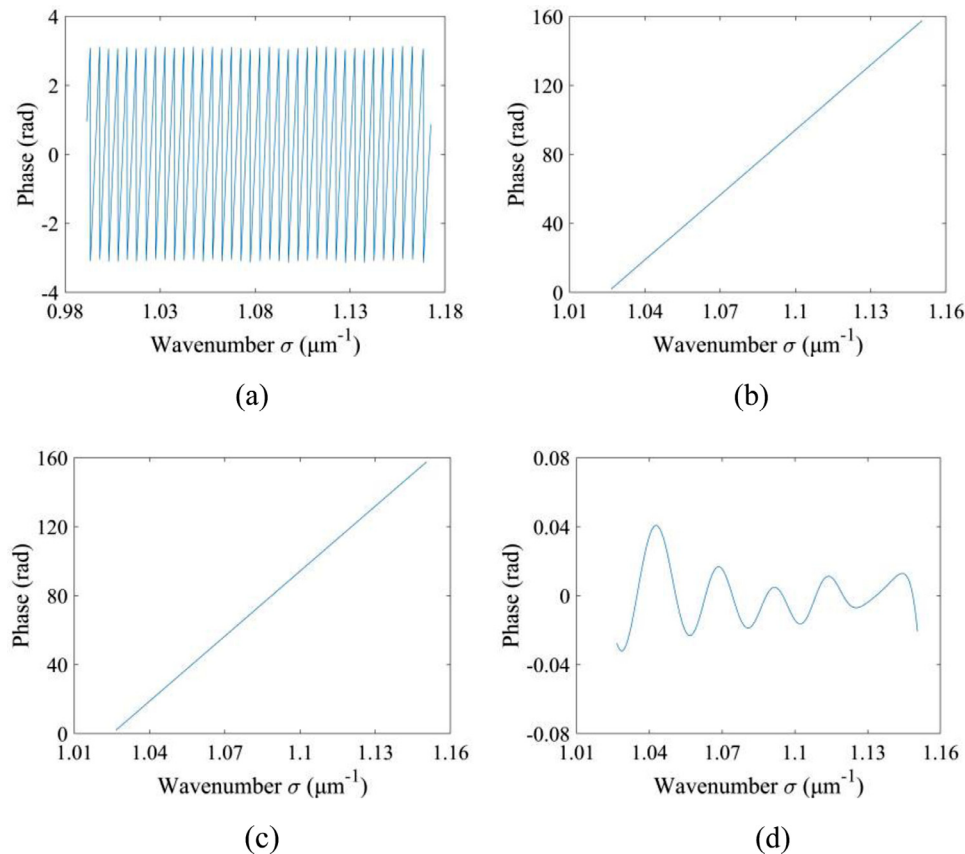 4
2
0
-2
-4
Phase (rad)
0.98 1.03 1.08 1.13 1.18
Wavenumber σ (μm⁻¹)
(a)
160
120
80
40
0
Phase (rad)
1.01 1.04 1.07 1.1 1.13 1.16
Wavenumber σ (μm⁻¹)
(b)
160
120
80
40
0
Phase (rad)
1.01 1.04 1.07 1.1 1.13 1.16
Wavenumber σ (μm⁻¹)
(c)
0.08
0.04
0
-0.04
-0.08
Phase (rad)
1.01 1.04 1.07 1.1 1.13 1.16
Wavenumber σ (μm⁻¹)
(d)